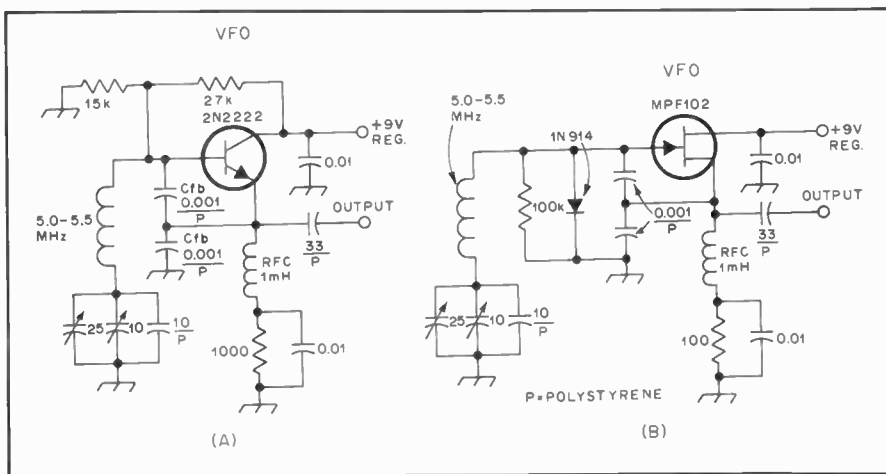 VFO
15k
27k
2N2222
+9V
REG.
0.01
5.0-5.5
MHz
Cfb
0.001
P
Cfb
0.001
P
OUTPUT
33
P
RFC
1mH
25
10
10
P
1000
0.01
(A)
VFO
MPF102
5.0-5.5
MHz
1N914
+9V
REG.
0.01
100k
0.001
P
OUTPUT
33
P
RFC
1mH
25
10
10
P
100
0.01
P=POLYSTYRENE
(B)